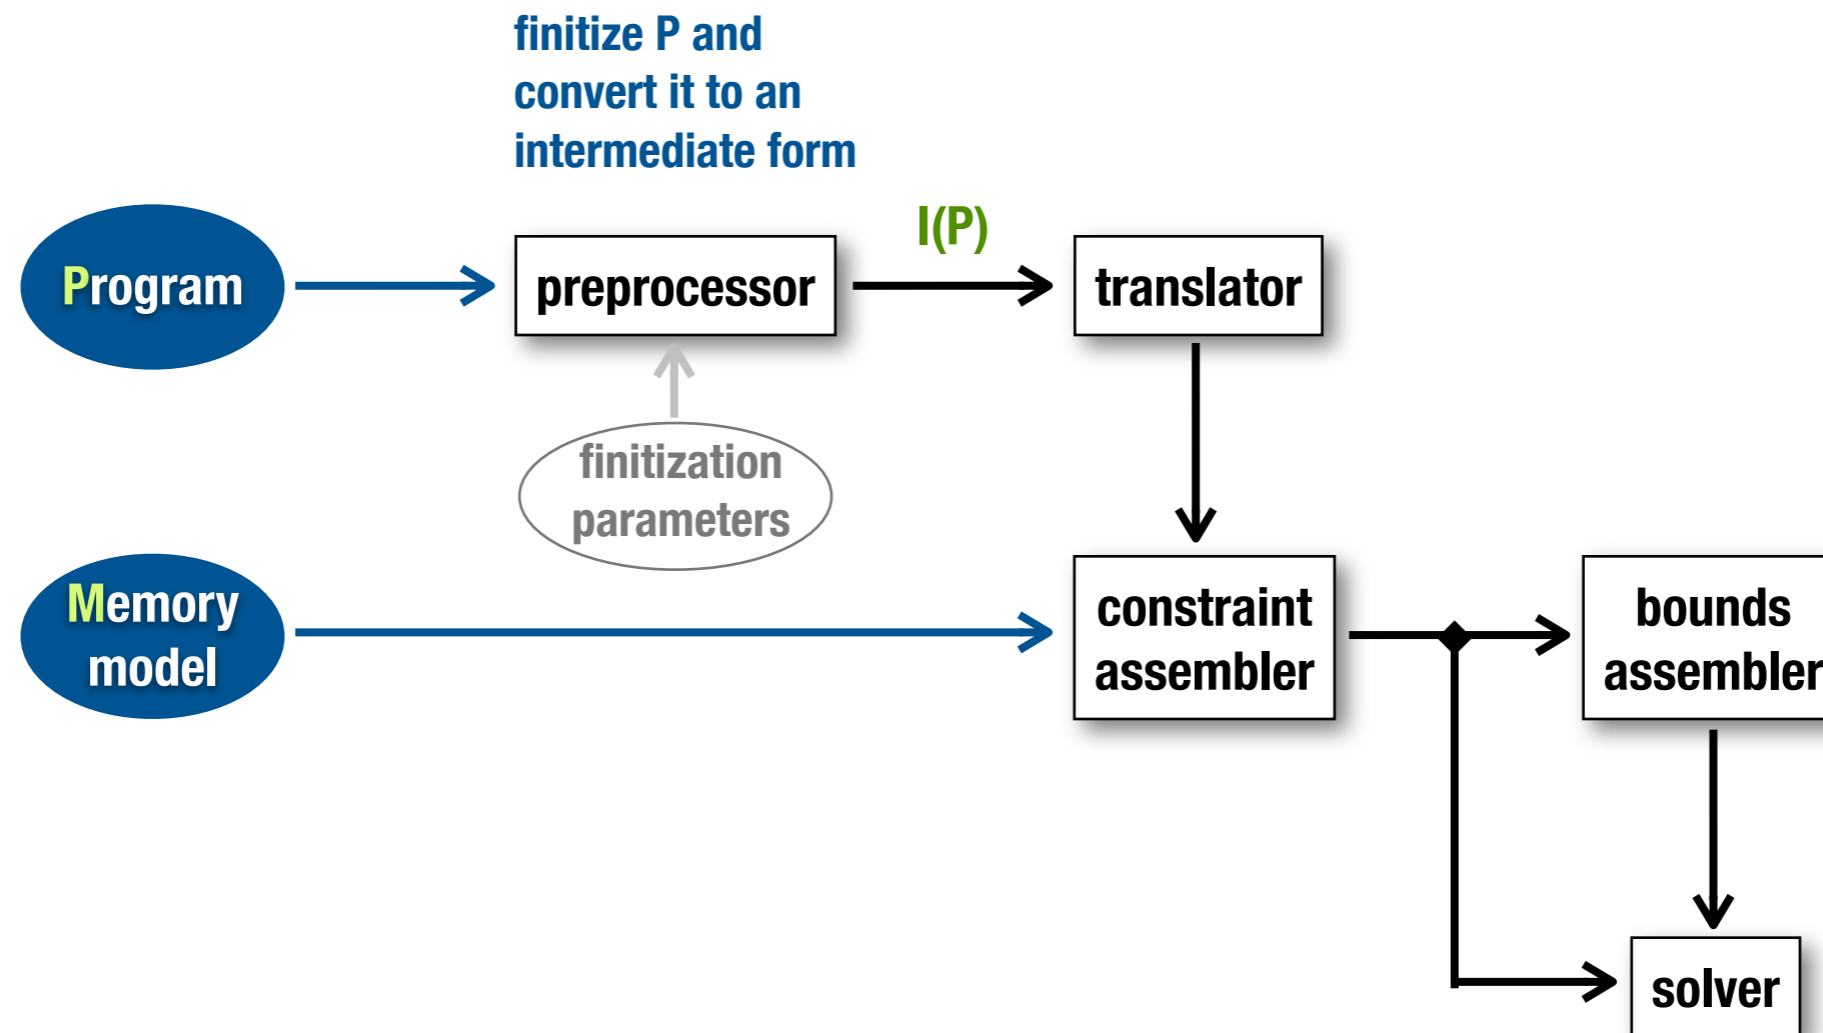 finitize P and
convert it to an
intermediate form
I(P)
Program
preprocessor
translator
finitization
parameters
Memory
model
constraint
assembler
bounds
assembler
solver